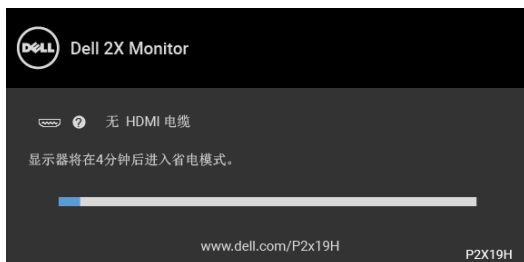 DELL
Dell 2X Monitor
? 无 HDMI 电缆
显示器将在4分钟后进入省电模式。
www.dell.com/P2x19H
P2X19H